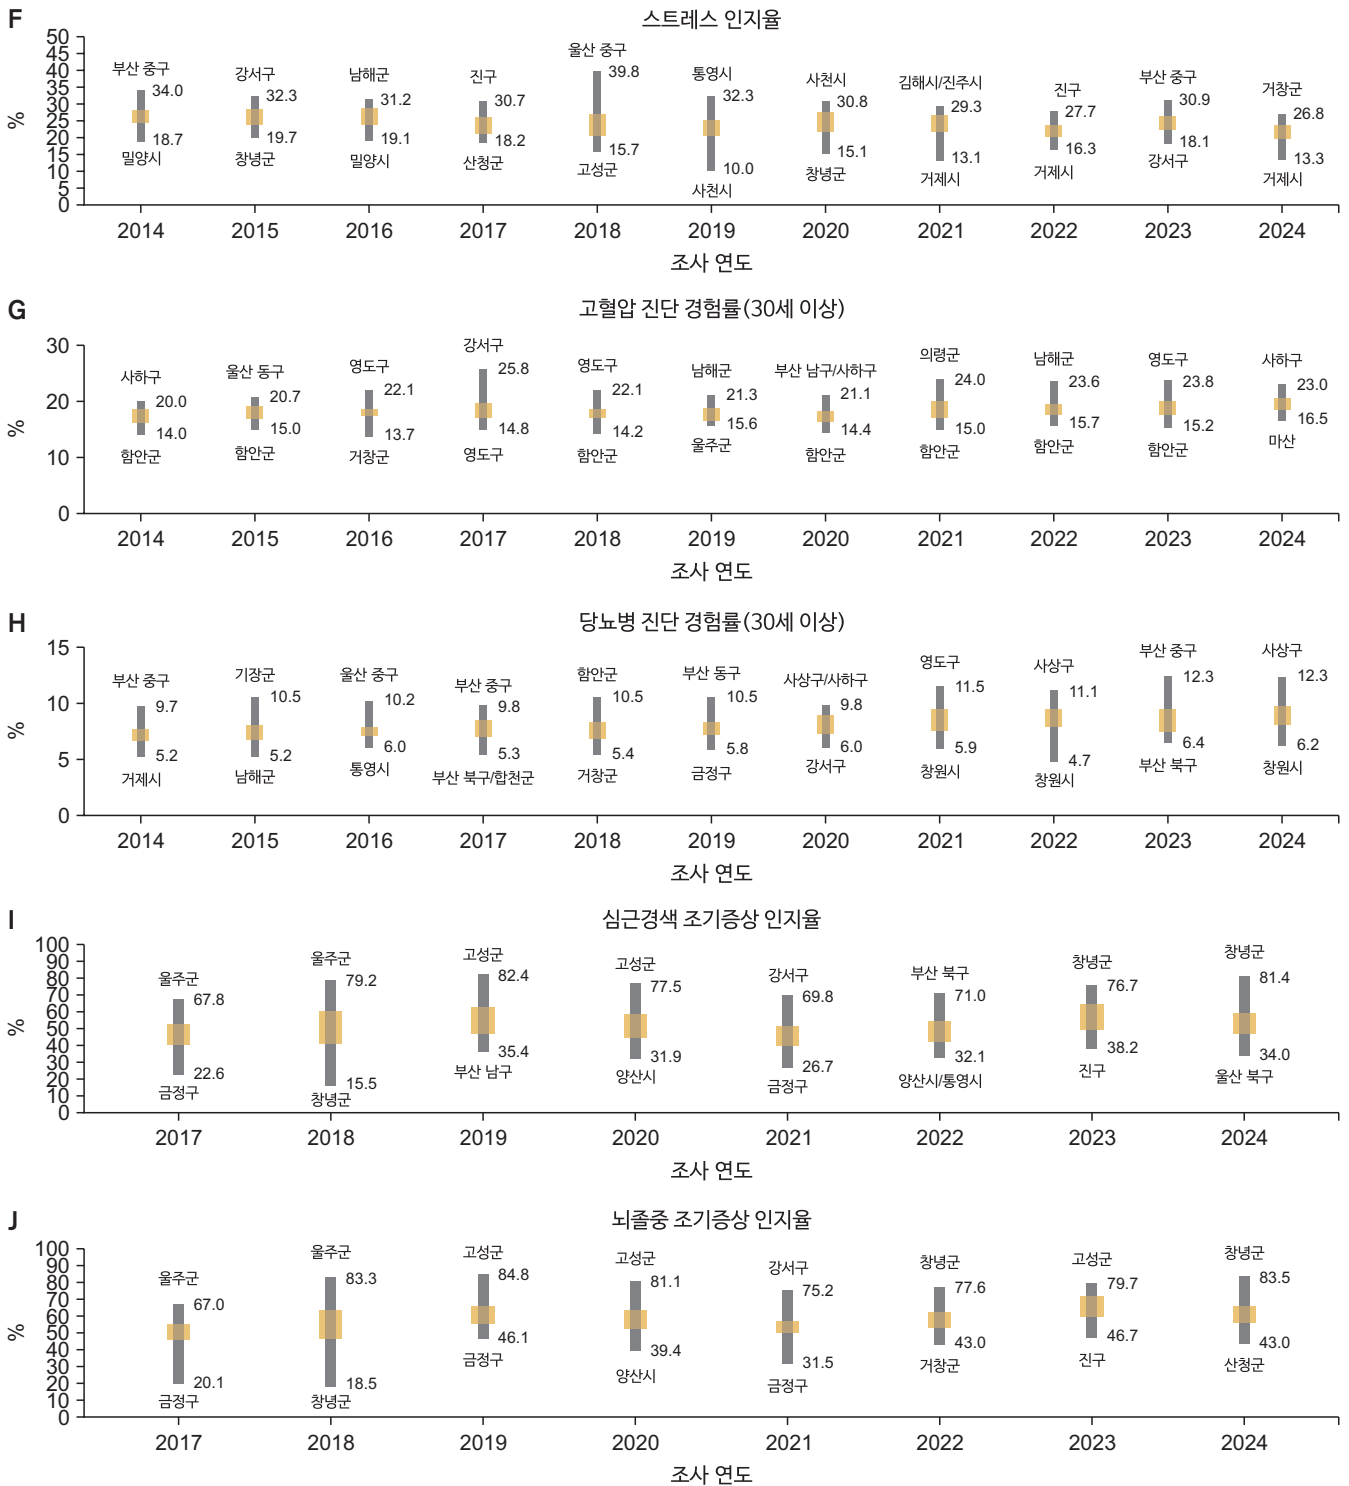 F
스트레스 인지율
50
45
40
35
30
25
20
15
10
5
0
%
부산 중구 34.0 18.7 밀양시
강서구 32.3 19.7 창녕군
남해군 31.2 19.1 밀양시
진구 30.7 18.2 산청군
울산 중구 39.8 15.7 고성군
통영시 32.3 10.0 사천시
사천시 30.8 15.1 창녕군
김해시/진주시 29.3 13.1 거제시
진구 27.7 16.3 거제시
부산 중구 30.9 18.1 강서구
거창군 26.8 13.3 거제시
2014 2015 2016 2017 2018 2019 2020 2021 2022 2023 2024
조사 연도
G
고혈압 진단 경험률(30세 이상)
30
20
10
0
%
사하구 20.0 14.0 함안군
울산 동구 20.7 15.0 함안군
영도구 22.1 13.7 거창군
강서구 25.8 14.8 영도구
영도구 22.1 14.2 함안군
남해군 21.3 15.6 울주군
부산 남구/사하구 21.1 14.4 함안군
의령군 24.0 15.0 함안군
남해군 23.6 15.7 함안군
영도구 23.8 15.2 함안군
사하구 23.0 16.5 마산
2014 2015 2016 2017 2018 2019 2020 2021 2022 2023 2024
조사 연도
H
당뇨병 진단 경험률(30세 이상)
15
10
5
0
%
부산 중구 9.7 5.2 거제시
기장군 10.5 5.2 남해군
울산 중구 10.2 6.0 통영시
부산 중구 9.8 5.3 부산 북구/합천군
함안군 10.5 5.4 거창군
부산 동구 10.5 5.8 금정구
사상구/사하구 9.8 6.0 강서구
영도구 11.5 5.9 창원시
사상구 11.1 4.7 창원시
부산 중구 12.3 6.4 부산 북구
사상구 12.3 6.2 창원시
2014 2015 2016 2017 2018 2019 2020 2021 2022 2023 2024
조사 연도
I
심근경색 조기증상 인지율
100
90
80
70
60
50
40
30
20
10
0
%
울주군 67.8 22.6 금정구
울주군 79.2 15.5 창녕군
고성군 82.4 35.4 부산 남구
고성군 77.5 31.9 양산시
강서구 69.8 26.7 금정구
부산 북구 71.0 32.1 양산시/통영시
창녕군 76.7 38.2 진구
창녕군 81.4 34.0 울산 북구
2017 2018 2019 2020 2021 2022 2023 2024
조사 연도
J
뇌졸중 조기증상 인지율
100
90
80
70
60
50
40
30
20
10
0
%
울주군 67.0 20.1 금정구
울주군 83.3 18.5 창녕군
고성군 84.8 46.1 금정구
고성군 81.1 39.4 양산시
강서구 75.2 31.5 금정구
창녕군 77.6 43.0 거창군
고성군 79.7 46.7 진구
창녕군 83.5 43.0 산청군
2017 2018 2019 2020 2021 2022 2023 2024
조사 연도